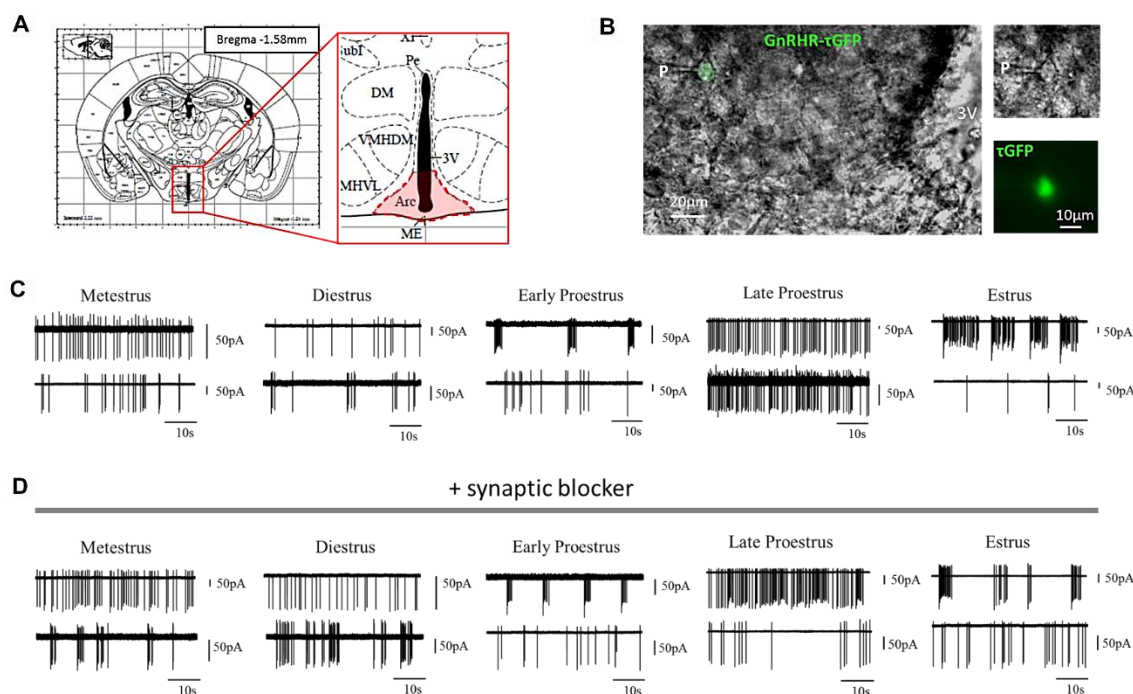 A
Bregma -1.58mm
Xi
SubI
Pe
DM
VMHDM
3V
MHVL
Arc
ME
B
GnRHR-τGFP
P
3V
20µm
P
τGFP
10µm
C
Metestrus
Diestrus
Early Proestrus
Late Proestrus
Estrus
50pA
50pA
50pA
50pA
50pA
50pA
50pA
50pA
50pA
50pA
10s
10s
10s
10s
10s
D
+ synaptic blocker
Metestrus
Diestrus
Early Proestrus
Late Proestrus
Estrus
50pA
50pA
50pA
50pA
50pA
50pA
50pA
50pA
50pA
50pA
10s
10s
10s
10s
10s